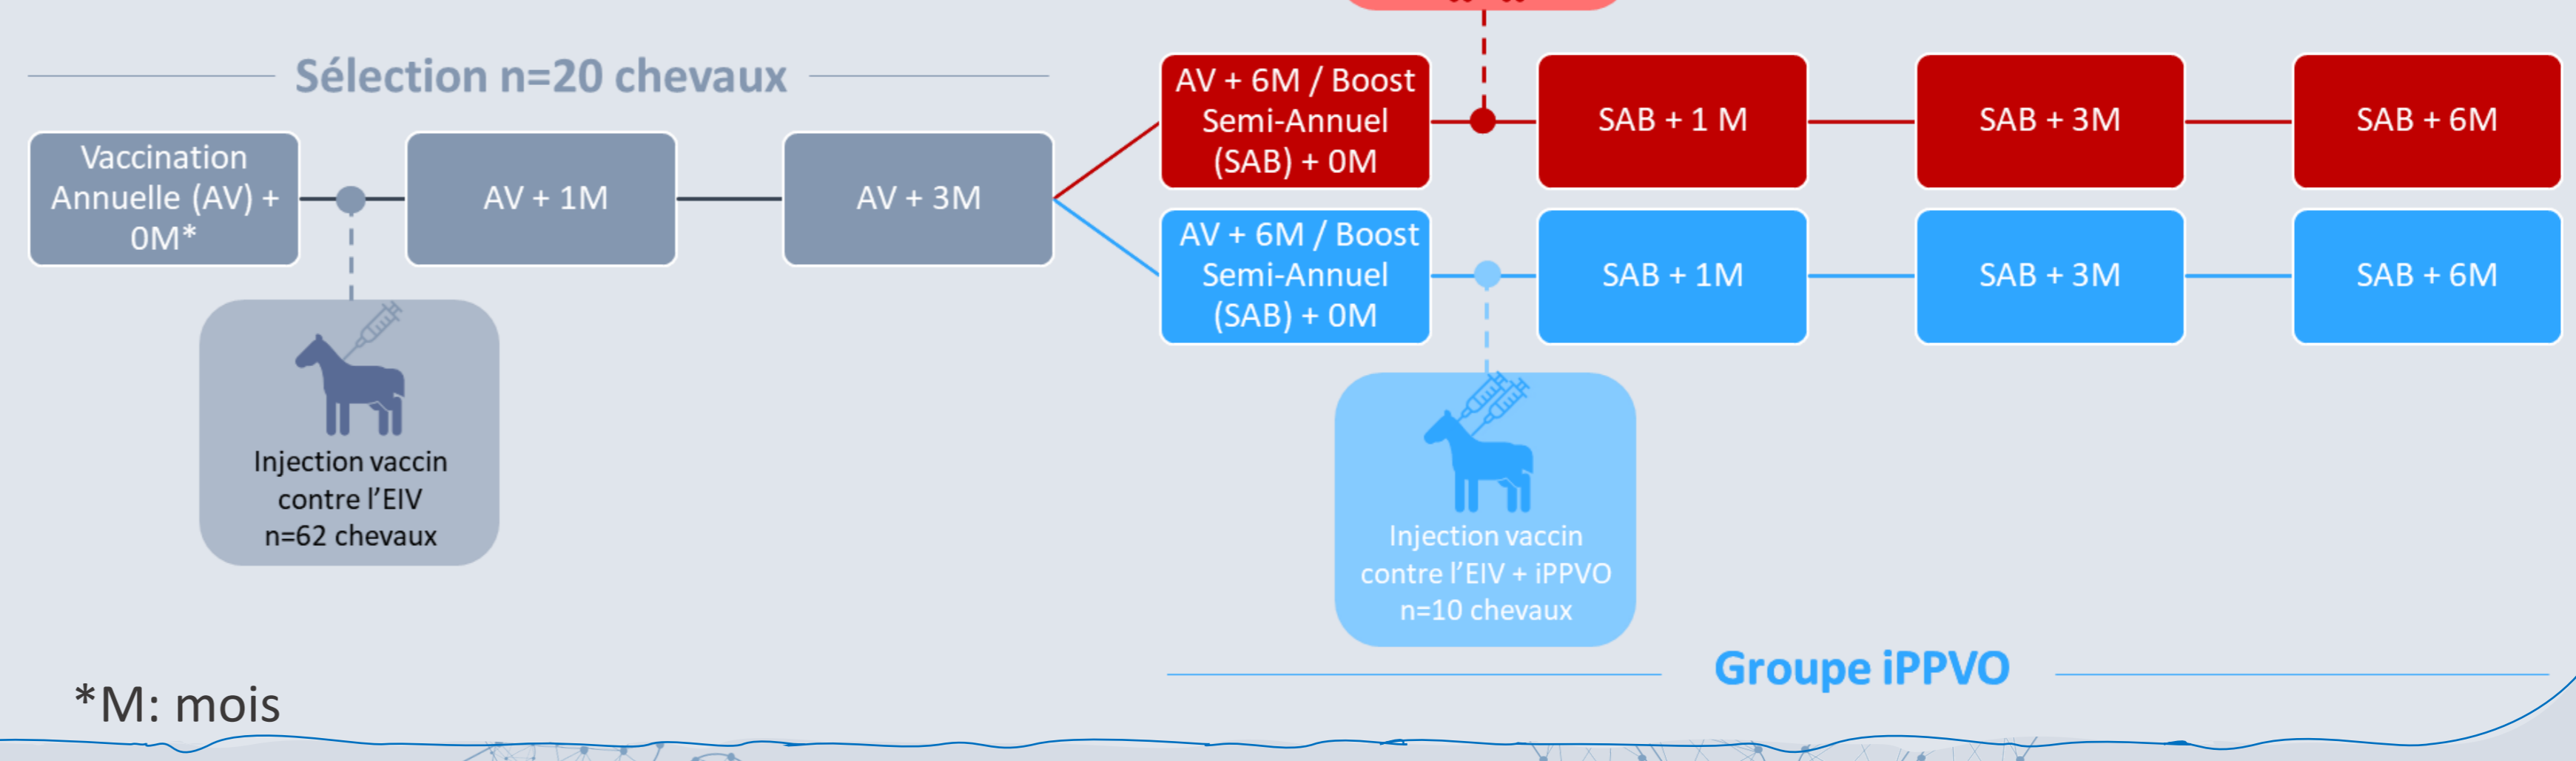 Sélection n=20 chevaux
Vaccination
Annuelle (AV) +
0M*
AV + 1M
AV + 3M
AV + 6M / Boost
Semi-Annuel
(SAB) + 0M
SAB + 1 M
SAB + 3M
SAB + 6M
AV + 6M / Boost
Semi-Annuel
(SAB) + 0M
SAB + 1M
SAB + 3M
SAB + 6M
Injection vaccin
contre l'EIV
n=62 chevaux
Injection vaccin
contre l'EIV + iPPVO
n=10 chevaux
Groupe iPPVO
*M: mois